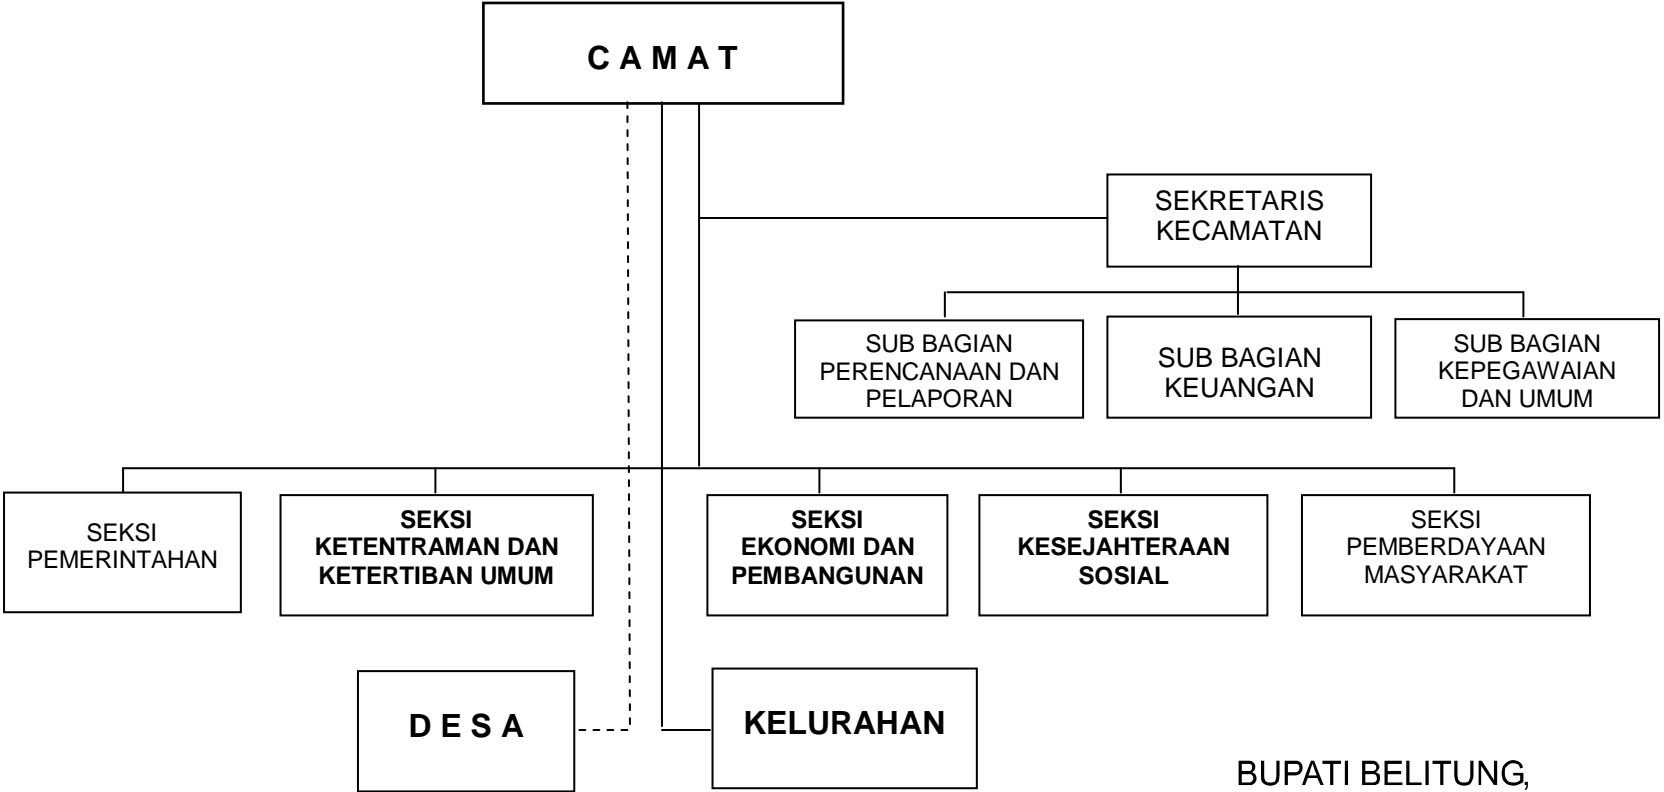 C A M A T
SEKRETARIS
KECAMATAN
SUB BAGIAN
PERENCANAAN DAN
PELAPORAN
SUB BAGIAN
KEUANGAN
SUB BAGIAN
KEPEGAWAIAN
DAN UMUM
SEKSI
PEMERINTAHAN
SEKSI
KETENTRAMAN DAN
KETERTIBAN UMUM
SEKSI
EKONOMI DAN
PEMBANGUNAN
SEKSI
KESEJAHTERAAN
SOSIAL
SEKSI
PEMBERDAYAAN
MASYARAKAT
D E S A
KELURAHAN
BUPATI BELITUNG,